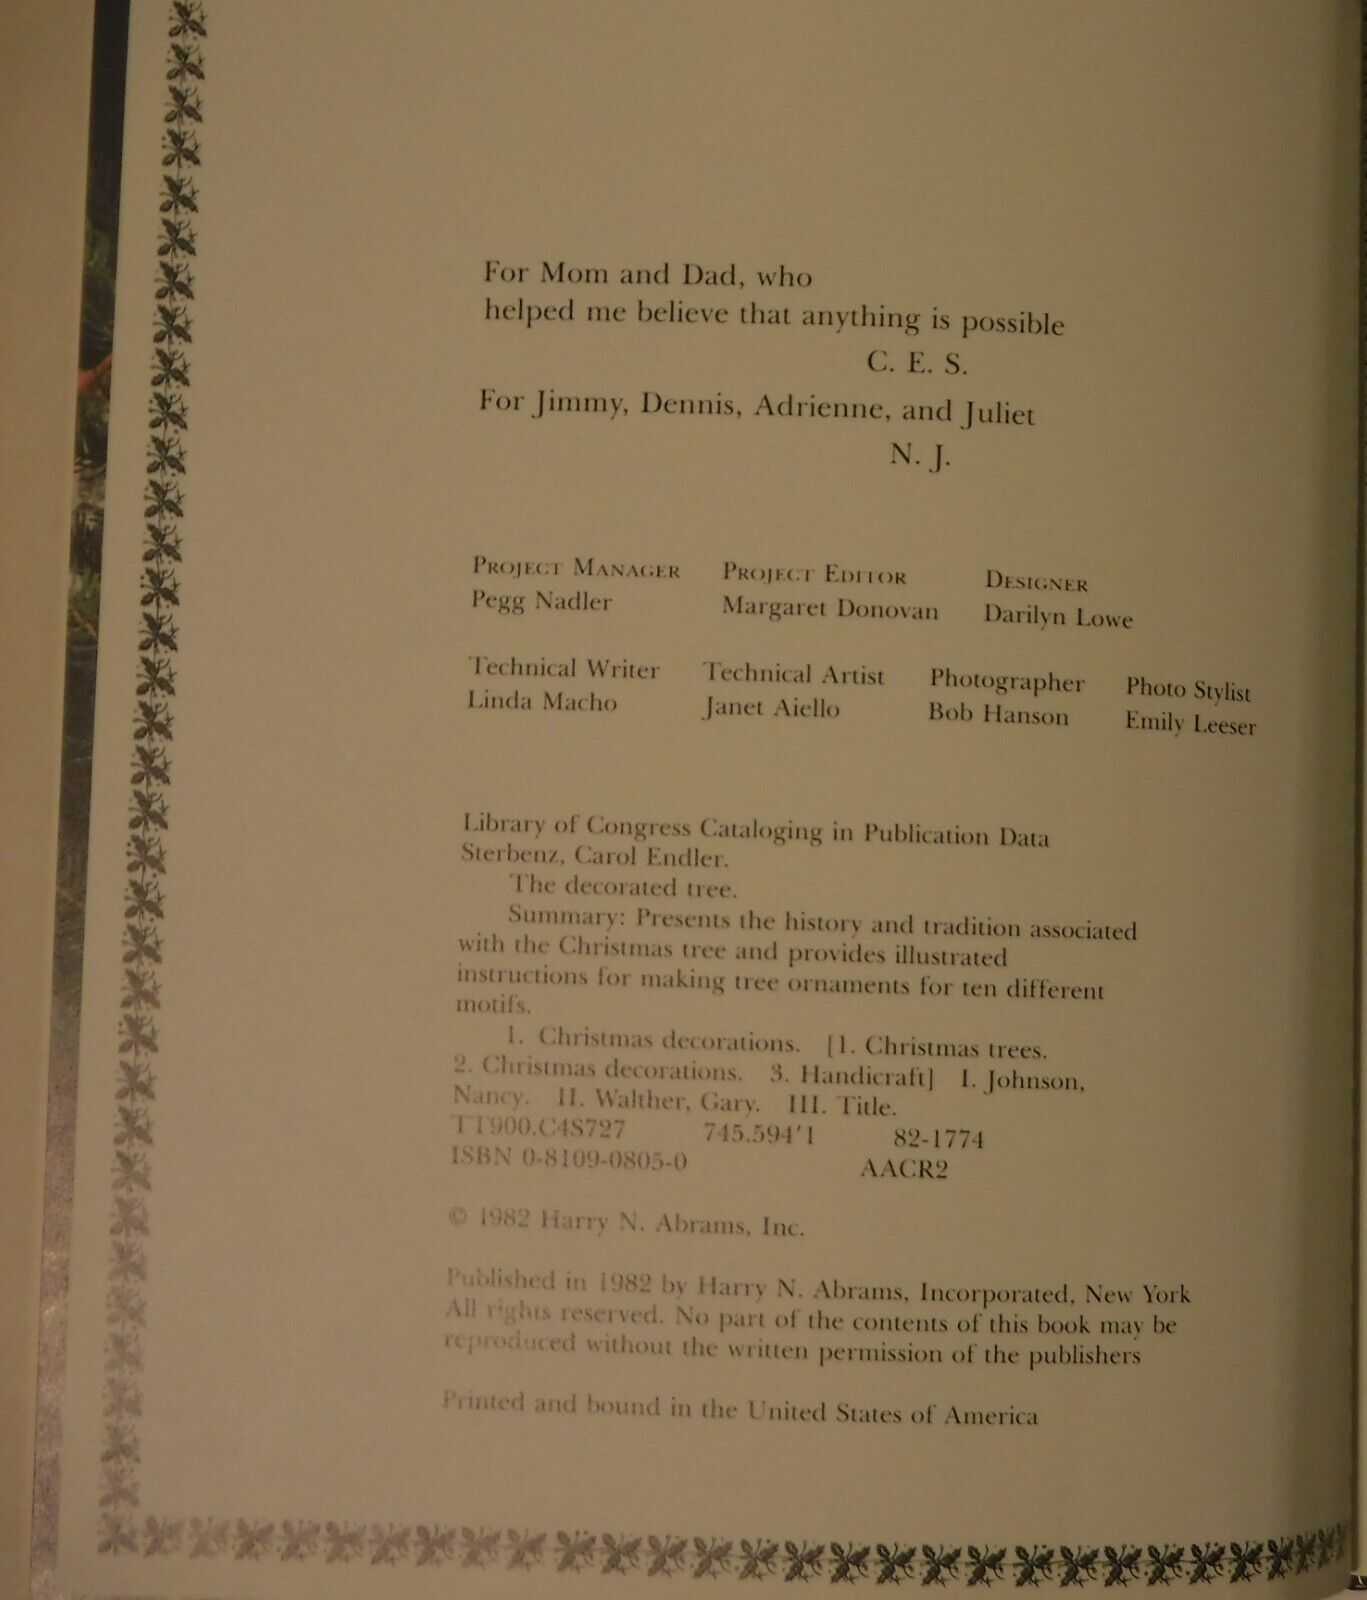 For Mom and Dad, who
helped me believe that anything is possible
C. E. S.
For Jimmy, Dennis, Adrienne, and Juliet
N. J.
PROJECT MANAGER PROJECT EDITOR DESIGNER
Pegg Nadler Margaret Donovan Darilyn Lowe
Technical Writer Technical Artist Photographer Photo Stylist
Linda Macho Janet Aiello Bob Hanson Emily Leeser
Library of Congress Cataloging in Publication Data
Sterbenz, Carol Endler.
The decorated tree.
Summary: Presents the history and tradition associated
with the Christmas tree and provides illustrated
instructions for making tree ornaments for ten different
motifs.
1. Christmas decorations. [1. Christmas trees.
2. Christmas decorations. 3. Handicraft] I. Johnson,
Nancy. II. Walther, Gary. III. Title.
TT900.C4S727 745.594'1 82-1774
ISBN 0-8109-0805-0 AACR2
© 1982 Harry N. Abrams, Inc.
Published in 1982 by Harry N. Abrams, Incorporated, New York
All rights reserved. No part of the contents of this book may be
reproduced without the written permission of the publishers
Printed and bound in the United States of America